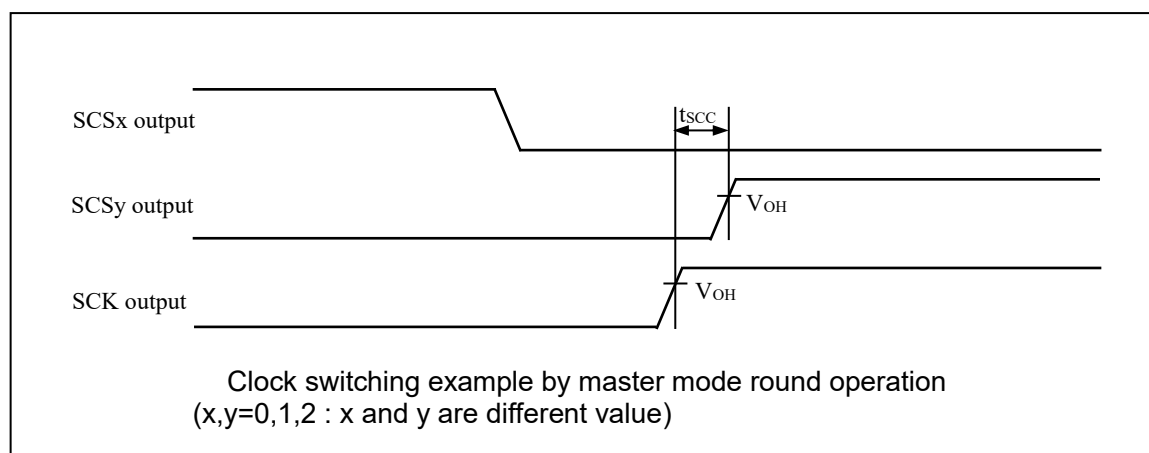 SCSx output
tSCC
SCSy output
VOH
SCK output
VOH
Clock switching example by master mode round operation
(x,y=0,1,2 : x and y are different value)